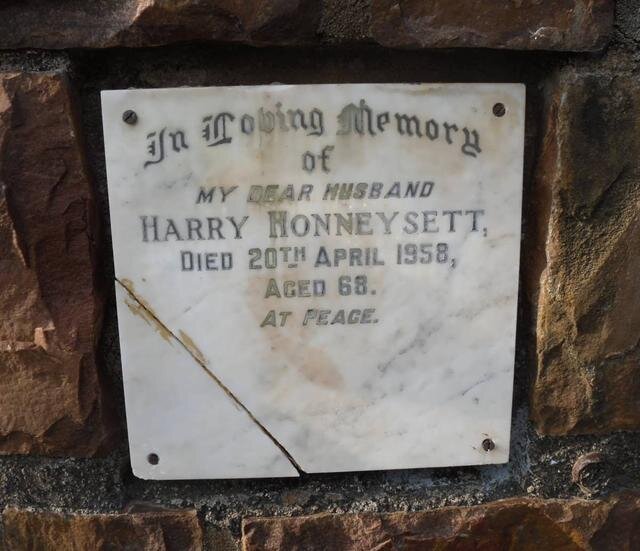 In Loving Memory
of
MY DEAR HUSBAND
HARRY HONNEYSETT,
DIED 20TH APRIL 1958,
AGED 68.
AT PEACE.